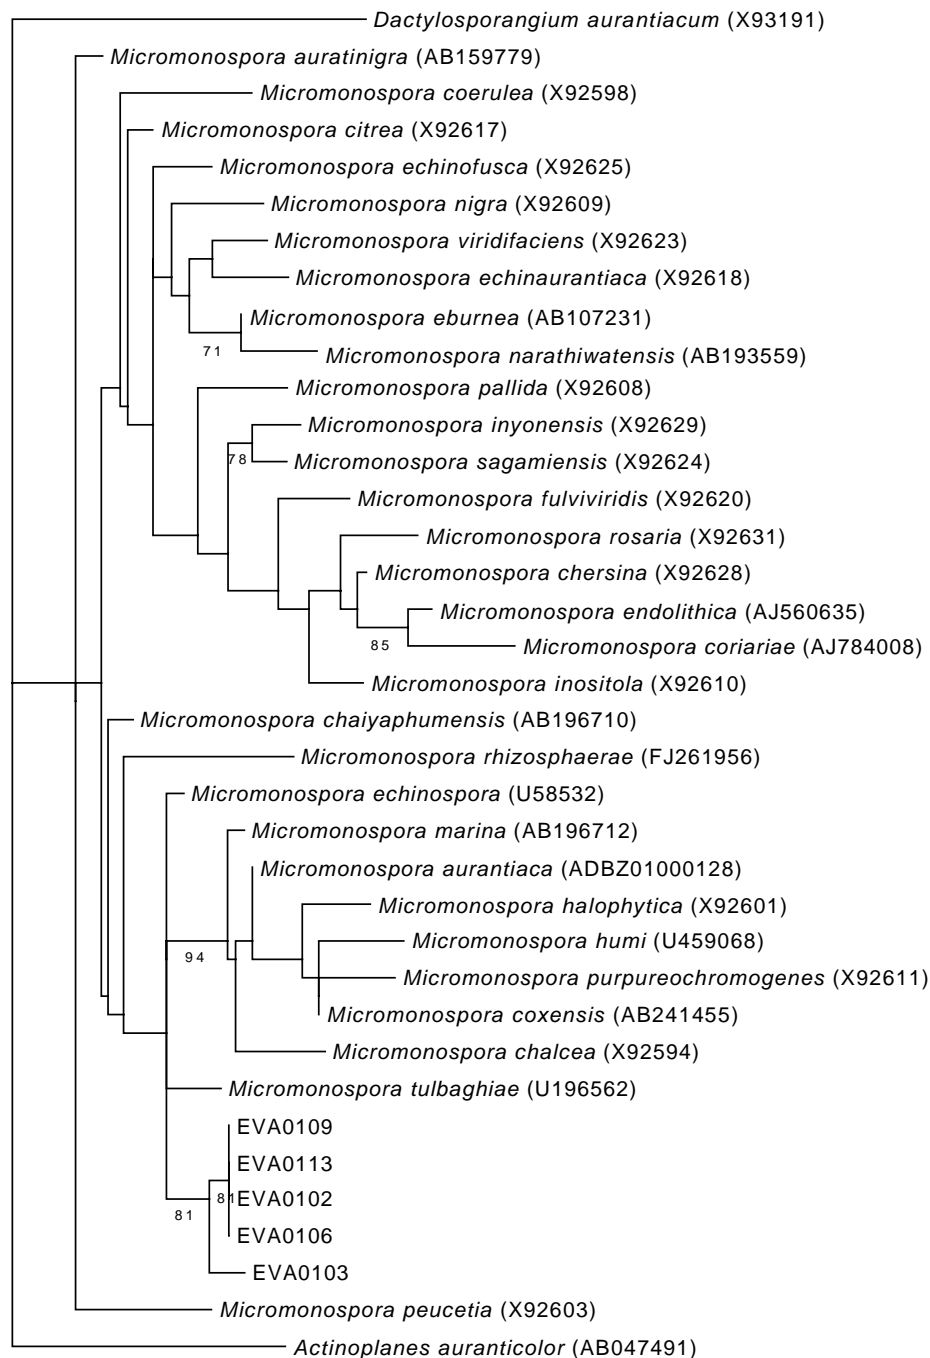 Dactylosporangium aurantiacum (X93191)
Micromonospora auratinigra (AB159779)
Micromonospora coerulea (X92598)
Micromonospora citrea (X92617)
Micromonospora echinofusca (X92625)
Micromonospora nigra (X92609)
Micromonospora viridifaciens (X92623)
Micromonospora echinaurantiaca (X92618)
Micromonospora eburnea (AB107231)
71
Micromonospora narathiwatensis (AB193559)
Micromonospora pallida (X92608)
Micromonospora inyonensis (X92629)
78
Micromonospora sagamiensis (X92624)
Micromonospora fulviviridis (X92620)
Micromonospora rosaria (X92631)
Micromonospora chersina (X92628)
Micromonospora endolithica (AJ560635)
85
Micromonospora coriariae (AJ784008)
Micromonospora inositola (X92610)
Micromonospora chaiyaphumensis (AB196710)
Micromonospora rhizosphaerae (FJ261956)
Micromonospora echinospora (U58532)
Micromonospora marina (AB196712)
Micromonospora aurantiaca (ADBZ01000128)
Micromonospora halophytica (X92601)
Micromonospora humi (U459068)
94
Micromonospora purpureochromogenes (X92611)
Micromonospora coxensis (AB241455)
Micromonospora chalcea (X92594)
Micromonospora tulbaghiae (U196562)
EVA0109
EVA0113
81
EVA0102
81
EVA0106
EVA0103
Micromonospora peucetia (X92603)
Actinoplanes auranticolor (AB047491)